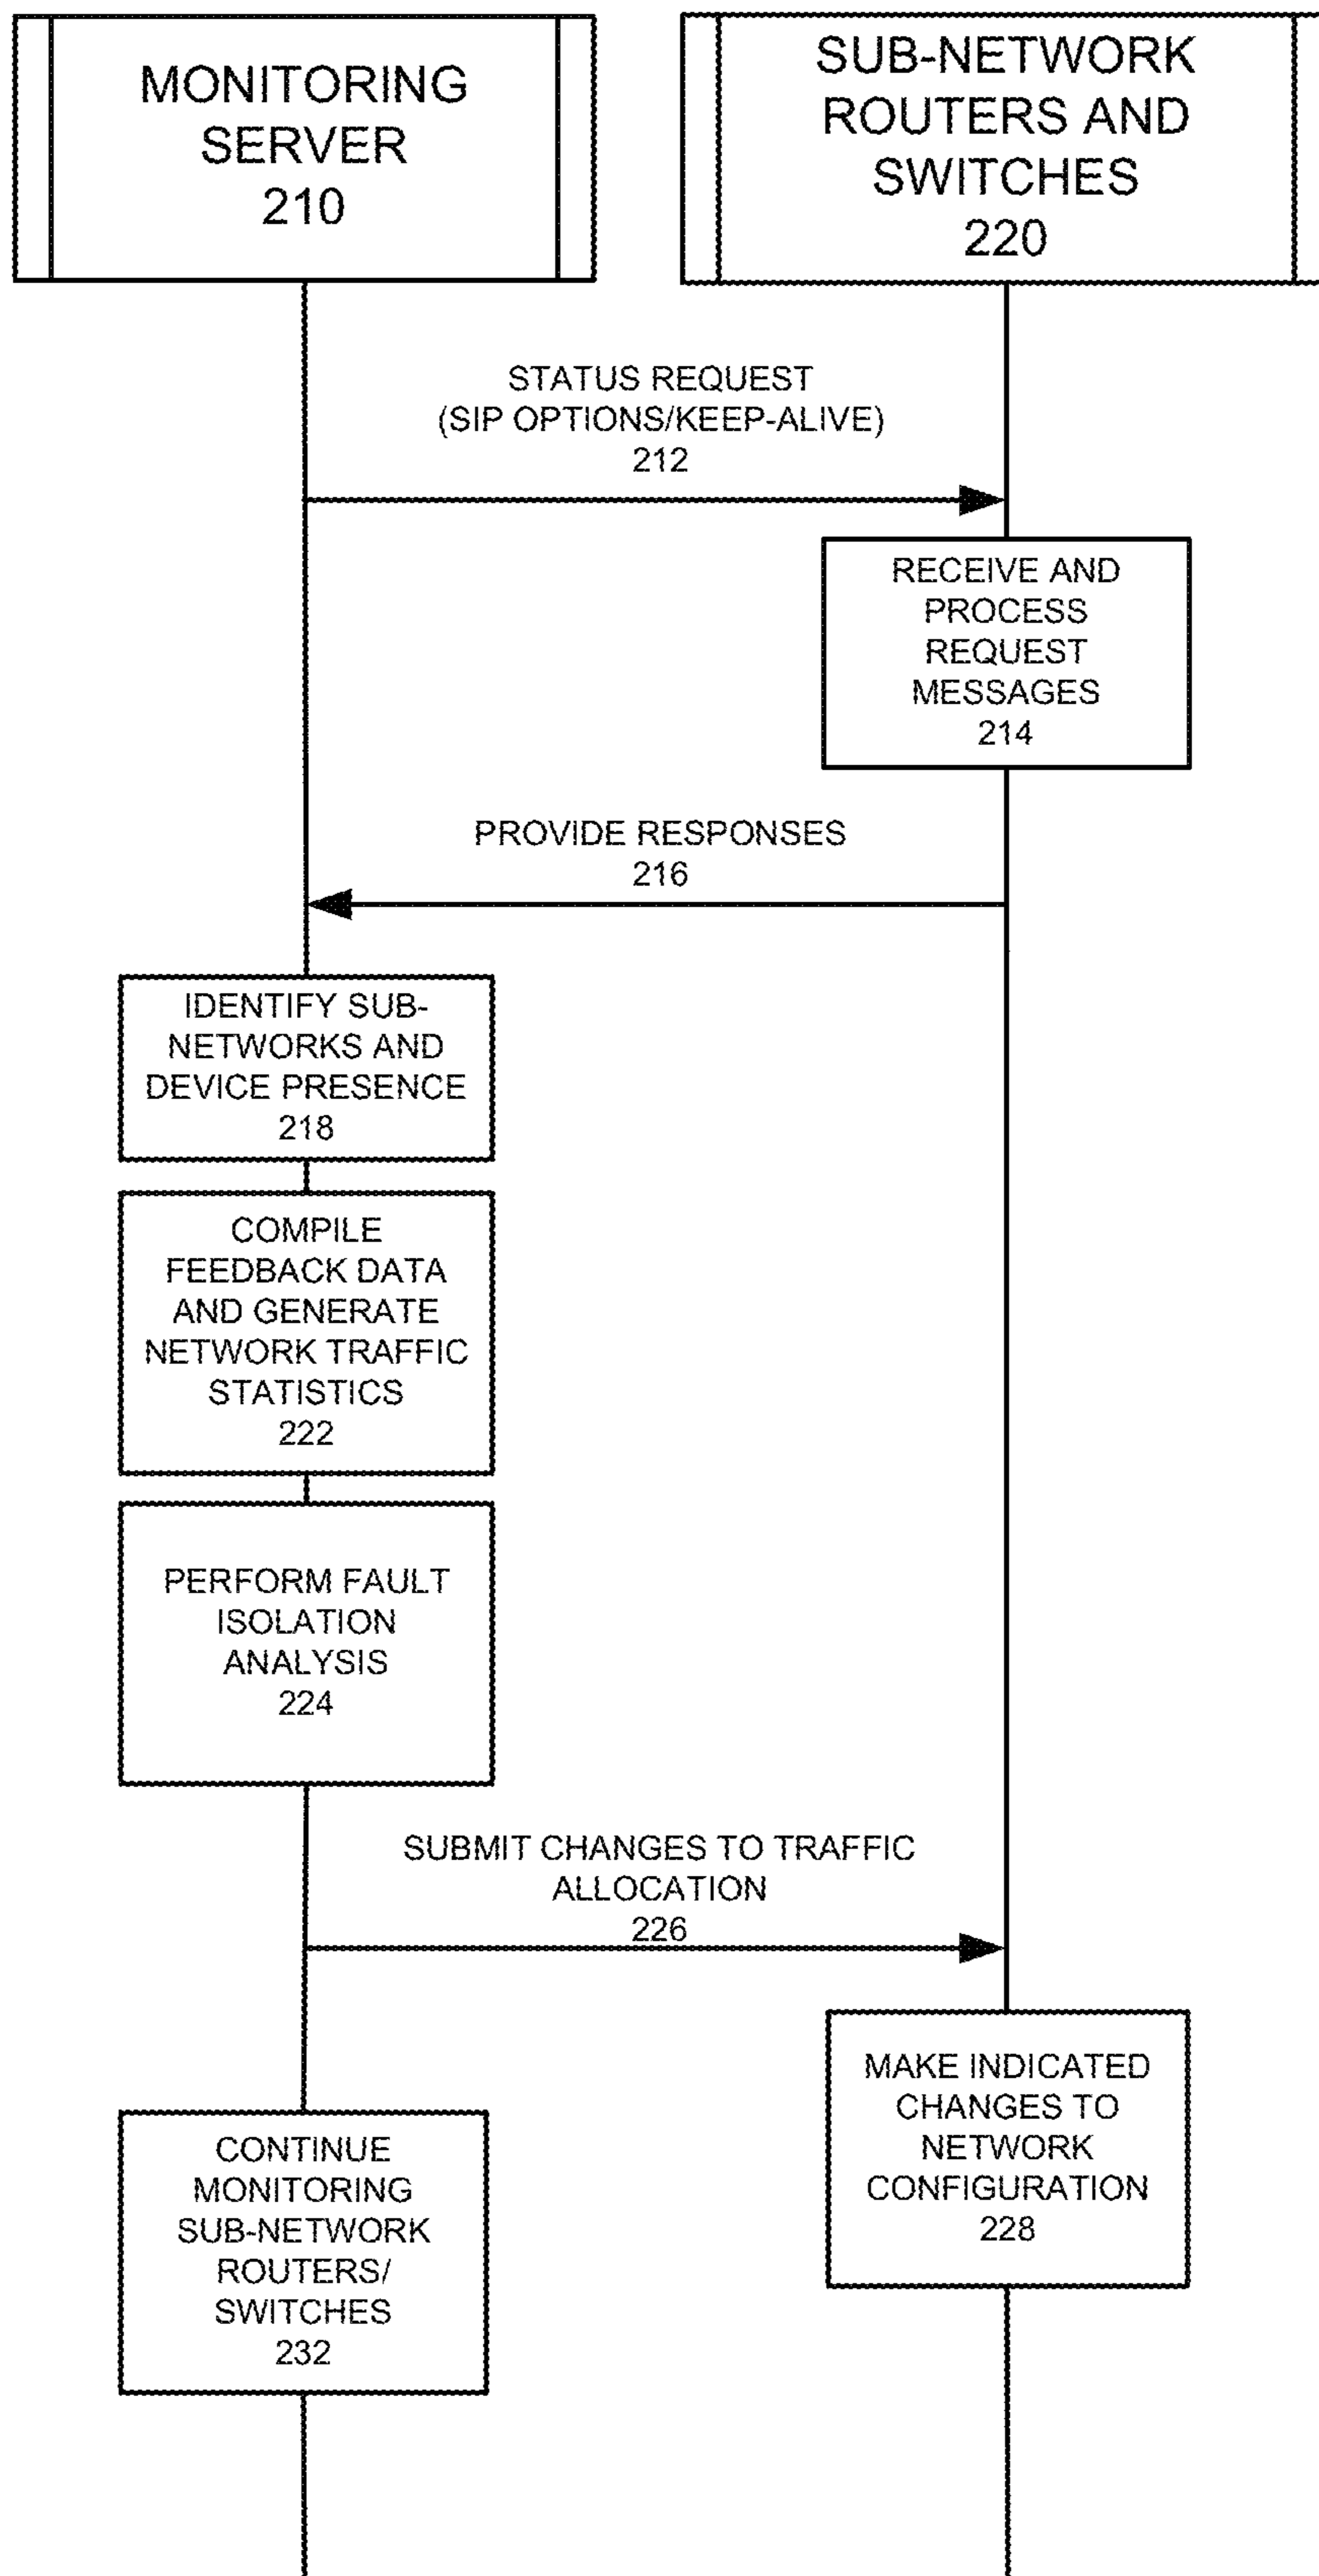 MONITORING
SERVER
210
SUB-NETWORK
ROUTERS AND
SWITCHES
220
STATUS REQUEST
(SIP OPTIONS/KEEP-ALIVE)
212
RECEIVE AND
PROCESS
REQUEST
MESSAGES
214
PROVIDE RESPONSES
216
IDENTIFY SUB-
NETWORKS AND
DEVICE PRESENCE
218
COMPILE
FEEDBACK DATA
AND GENERATE
NETWORK TRAFFIC
STATISTICS
222
PERFORM FAULT
ISOLATION
ANALYSIS
224
SUBMIT CHANGES TO TRAFFIC
ALLOCATION
226
MAKE INDICATED
CHANGES TO
NETWORK
CONFIGURATION
228
CONTINUE
MONITORING
SUB-NETWORK
ROUTERS/
SWITCHES
232